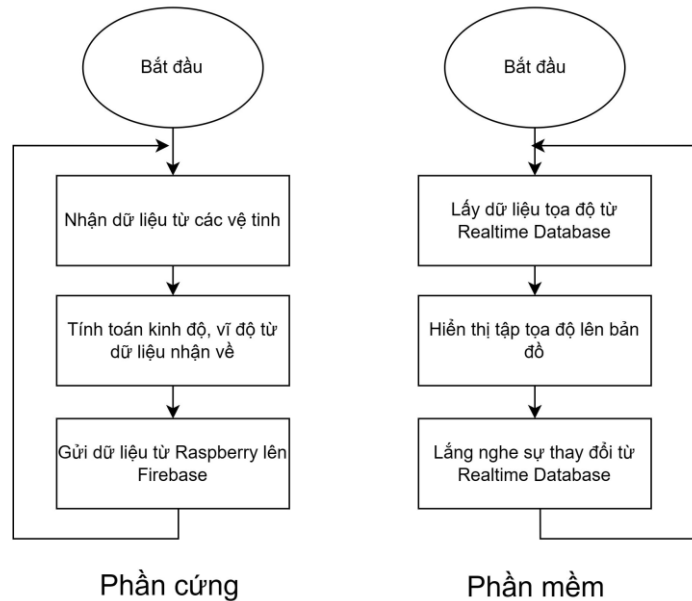 Bắt đầu
Nhận dữ liệu từ các vệ tinh
Tính toán kinh độ, vĩ độ từ
dữ liệu nhận về
Gửi dữ liệu từ Raspberry lên
Firebase
Phần cứng
Bắt đầu
Lấy dữ liệu tọa độ từ
Realtime Database
Hiển thị tập tọa độ lên bản
đồ
Lắng nghe sự thay đổi từ
Realtime Database
Phần mềm